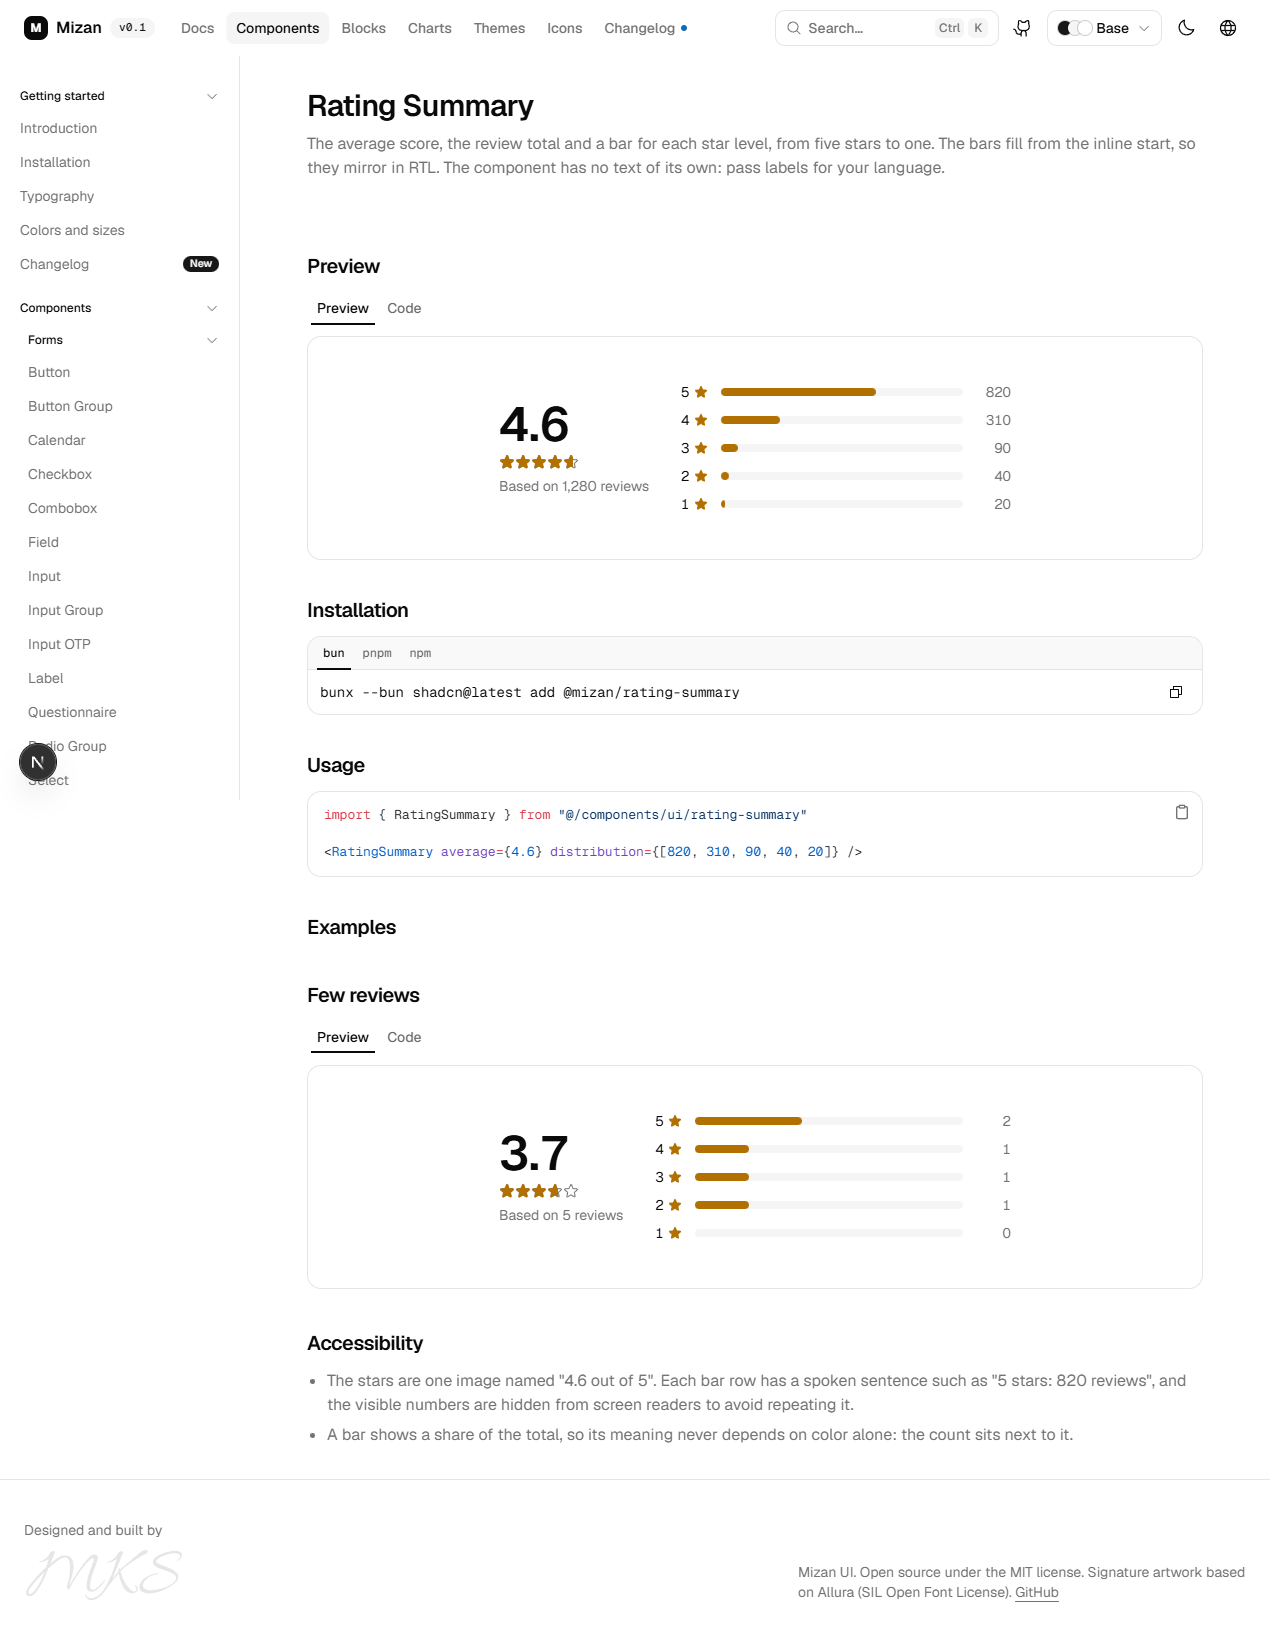 M Mizan v0.1 Docs Components Blocks Charts Themes Icons Changelog Search... Ctrl K Base
Getting started
Introduction
Installation
Typography
Colors and sizes
Changelog New
Components
Forms
Button
Button Group
Calendar
Checkbox
Combobox
Field
Input
Input Group
Input OTP
Label
Questionnaire
Group
N
Rating Summary
The average score, the review total and a bar for each star level, from five stars to one. The bars fill from the inline start, so
they mirror in RTL. The component has no text of its own: pass labels for your language.
Preview
Preview Code
4.6
Based on 1,280 reviews
5 820
4 310
3 90
2 40
1 20
Installation
bun pnpm npm
bunx --bun shadcn@latest add @mizan/rating-summary
Usage
import { RatingSummary } from "@/components/ui/rating-summary"
<RatingSummary average={4.6} distribution={[820, 310, 90, 40, 20]} />
Examples
Few reviews
Preview Code
3.7
Based on 5 reviews
5 2
4 1
3 1
2 1
1 0
Accessibility
• The stars are one image named "4.6 out of 5". Each bar row has a spoken sentence such as "5 stars: 820 reviews", and
the visible numbers are hidden from screen readers to avoid repeating it.
• A bar shows a share of the total, so its meaning never depends on color alone: the count sits next to it.
Designed and built by
MKS
Mizan UI. Open source under the MIT license. Signature artwork based
on Allura (SIL Open Font License). GitHub